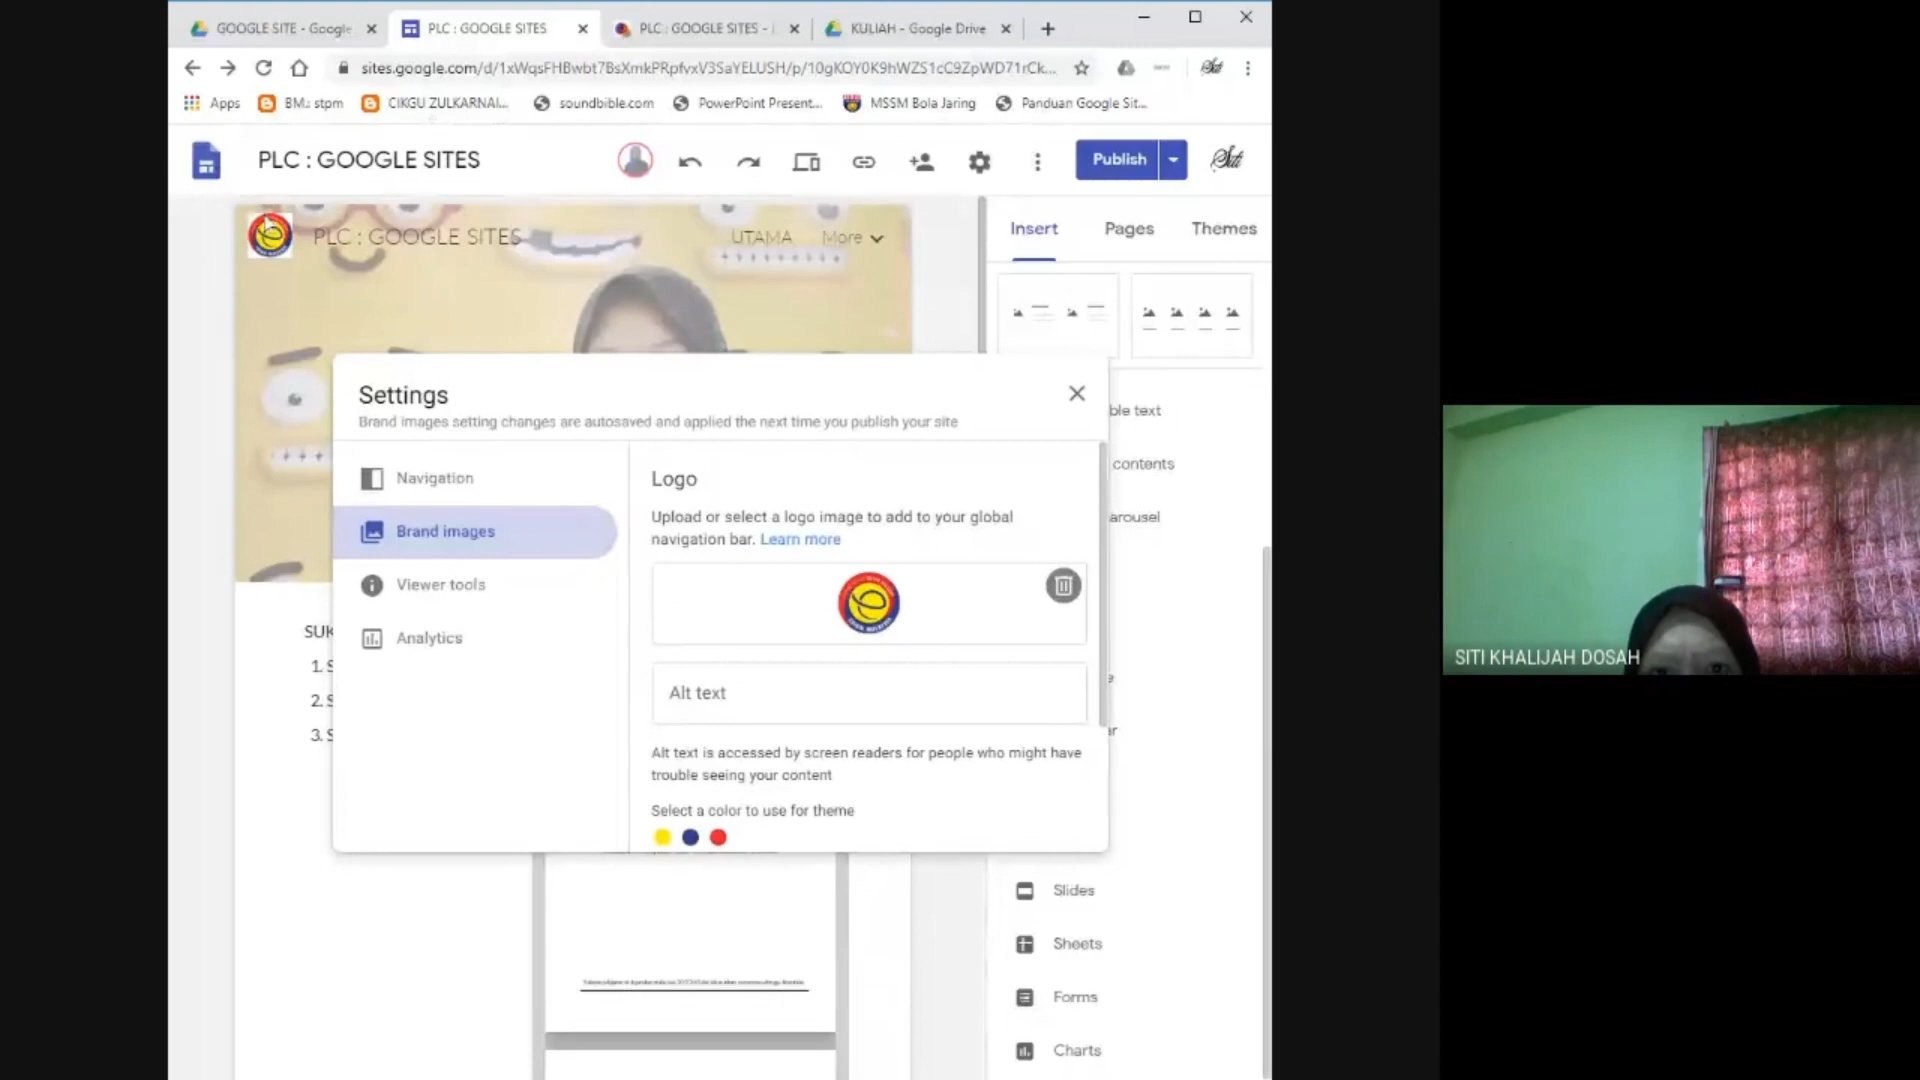 GOOGLE SITE - Google
PLC : GOOGLE SITES
PLC : GOOGLE SITES -
KULIAH - Google Drive
sites.google.com/d/1xWqsFHBwbt7BsXmkPRpfvxV3SaYELUSH/p/10gKOY0K9hWZS1cC9ZpWD71rCk...
Apps
BM.: stpm
CIKGU ZULKARNAI...
soundbible.com
PowerPoint Present...
MSSM Bola Jaring
Panduan Google Sit...
PLC : GOOGLE SITES
Publish
Siti
PLC : GOOGLE SITES
UTAMA
More
Insert
Pages
Themes
Settings
Brand images setting changes are autosaved and applied the next time you publish your site
Navigation
Brand images
Viewer tools
Analytics
Logo
Upload or select a logo image to add to your global
navigation bar. Learn more
Alt text
Alt text is accessed by screen readers for people who might have
trouble seeing your content
Select a color to use for theme
SUK
1. S
2. S
3. S
ble text
contents
arousel
Slides
Sheets
Forms
Charts
SITI KHALIJAH DOSAH